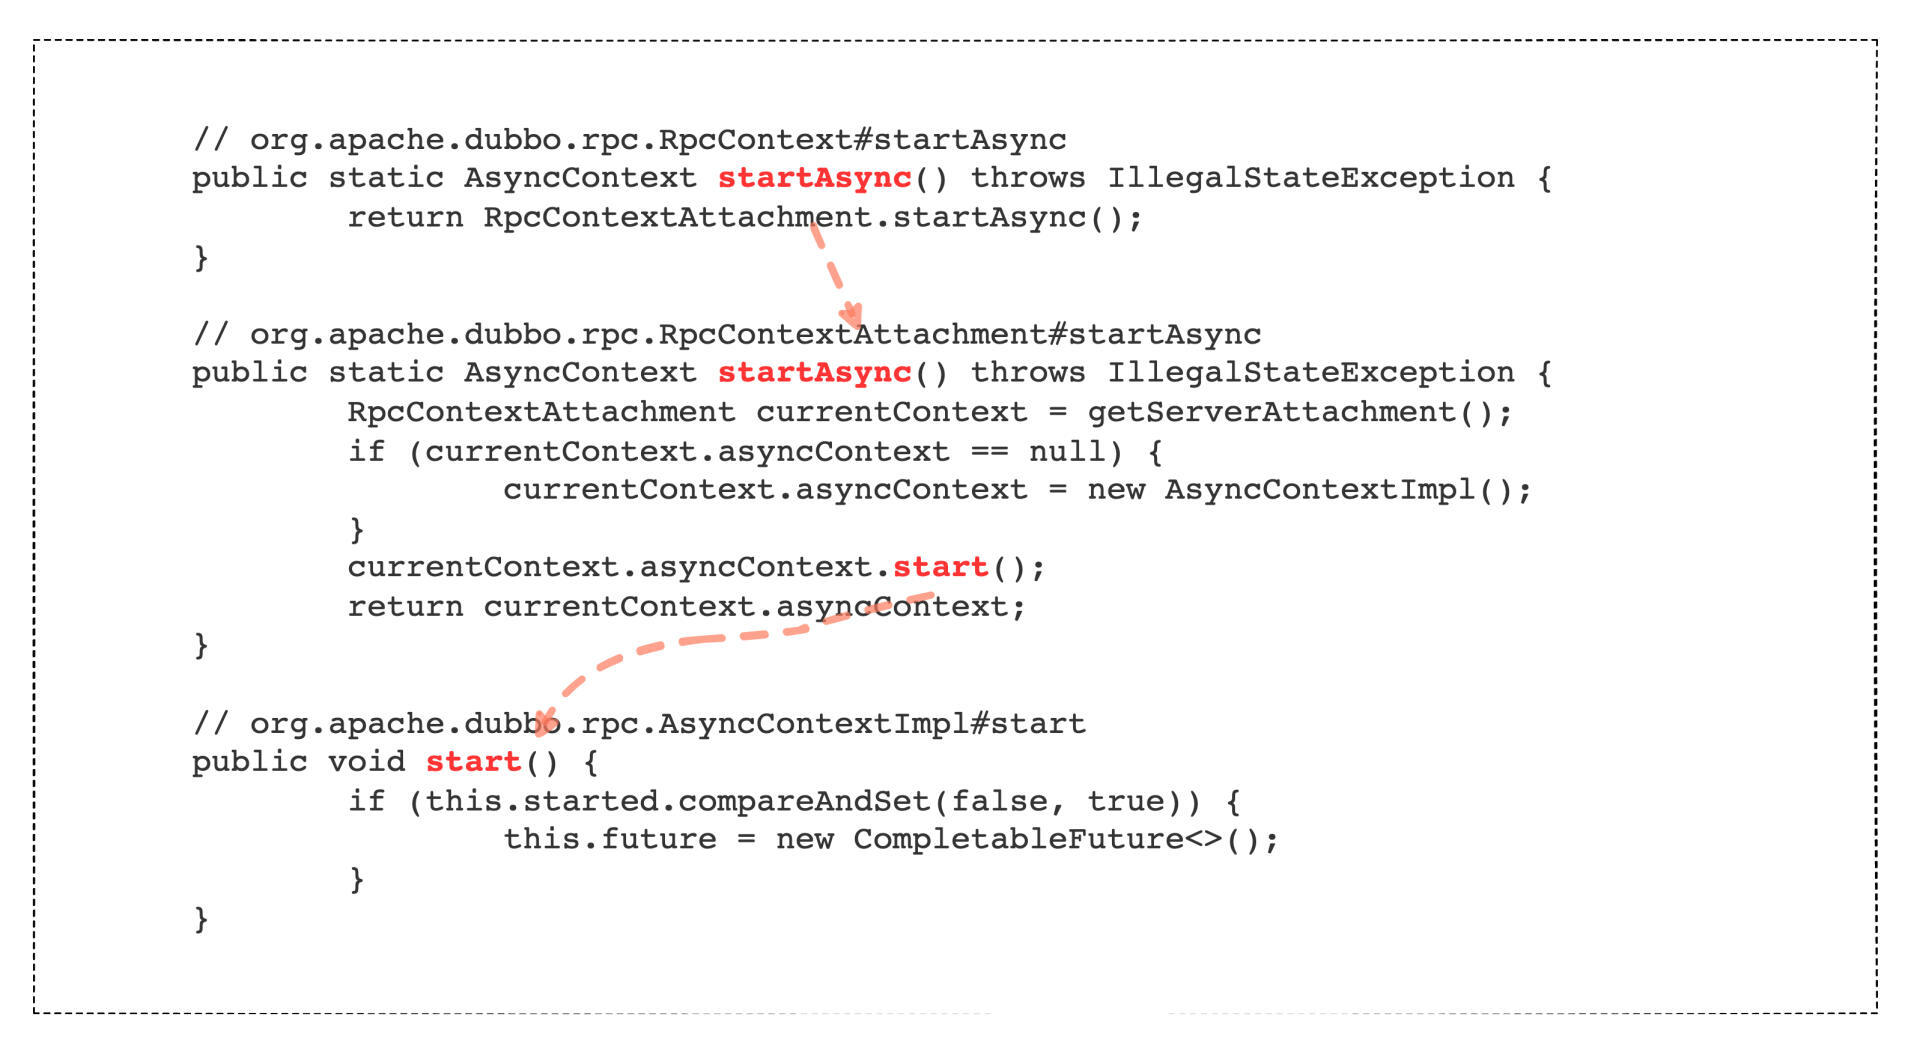 // org.apache.dubbo.rpc.RpcContext#startAsync
public static AsyncContext startAsync() throws IllegalStateException {
        return RpcContextAttachment.startAsync();
}

// org.apache.dubbo.rpc.RpcContextAttachment#startAsync
public static AsyncContext startAsync() throws IllegalStateException {
        RpcContextAttachment currentContext = getServerAttachment();
        if (currentContext.asyncContext == null) {
                currentContext.asyncContext = new AsyncContextImpl();
        }
        currentContext.asyncContext.start();
        return currentContext.asyncContext;
}

// org.apache.dubbo.rpc.AsyncContextImpl#start
public void start() {
        if (this.started.compareAndSet(false, true)) {
                this.future = new CompletableFuture<>();
        }
}